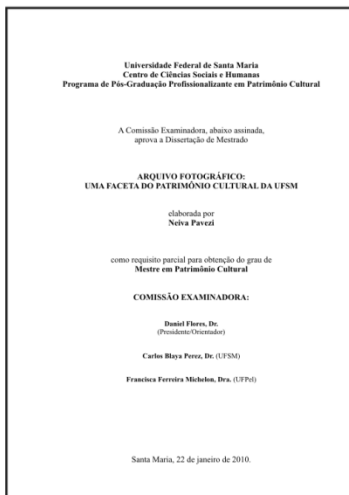 Universidade Federal de Santa Maria
Centro de Ciências Sociais e Humanas
Programa de Pós-Graduação Profissionalizante em Patrimônio Cultural
A Comissão Examinadora, abaixo assinada,
aprova a Dissertação de Mestrado
ARQUIVO FOTOGRÁFICO:
UMA FACETA DO PATRIMÔNIO CULTURAL DA UFSM
elaborada por
Neiva Pavezi
como requisito parcial para obtenção do grau de
Mestre em Patrimônio Cultural
COMISSÃO EXAMINADORA:
Daniel Flores, Dr.
(Presidente/Orientador)
Carlos Blaya Perez, Dr. (UFSM)
Francisca Ferreira Michelon, Dra. (UFPel)
Santa Maria, 22 de janeiro de 2010.